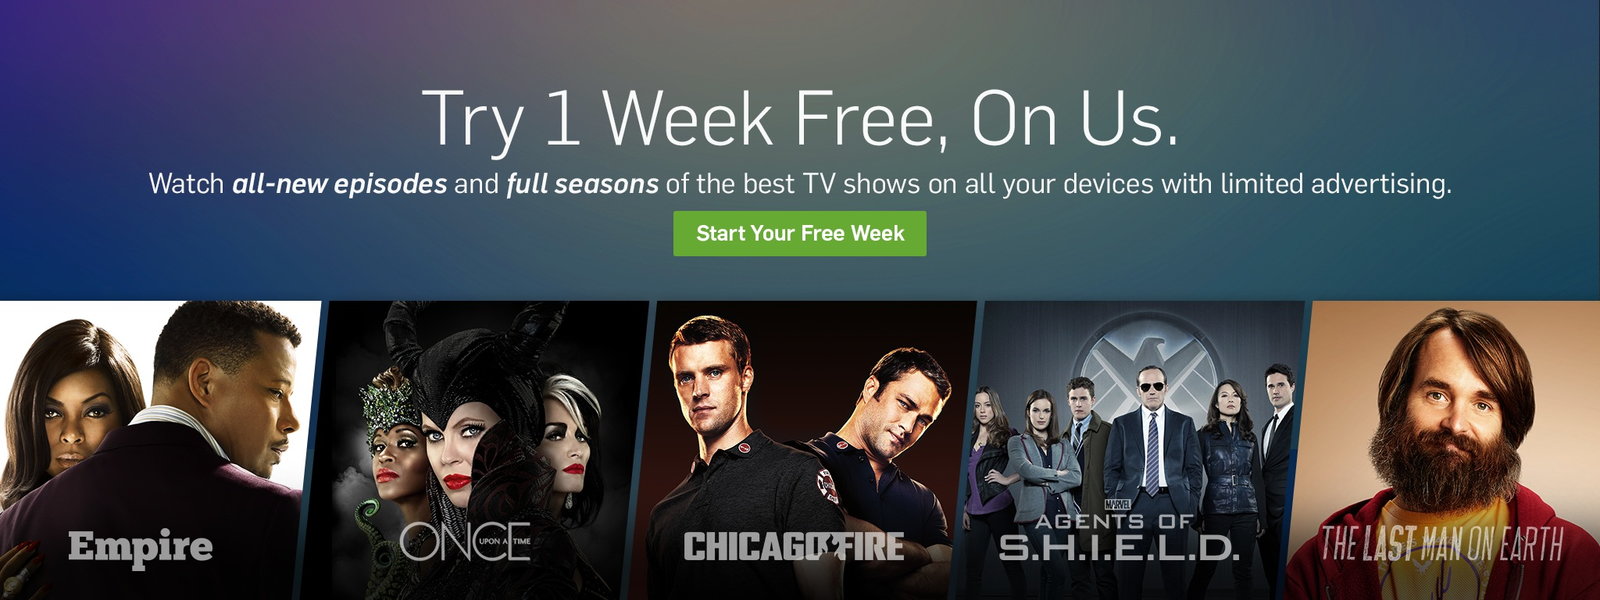 Try 1 Week Free, On Us.
Watch all-new episodes and full seasons of the best TV shows on all your devices with limited advertising.
Start Your Free Week
Empire
ONCE
UPON A TIME
CHICAGO FIRE
MARVEL
AGENTS OF
S.H.I.E.L.D.
THE LAST MAN ON EARTH